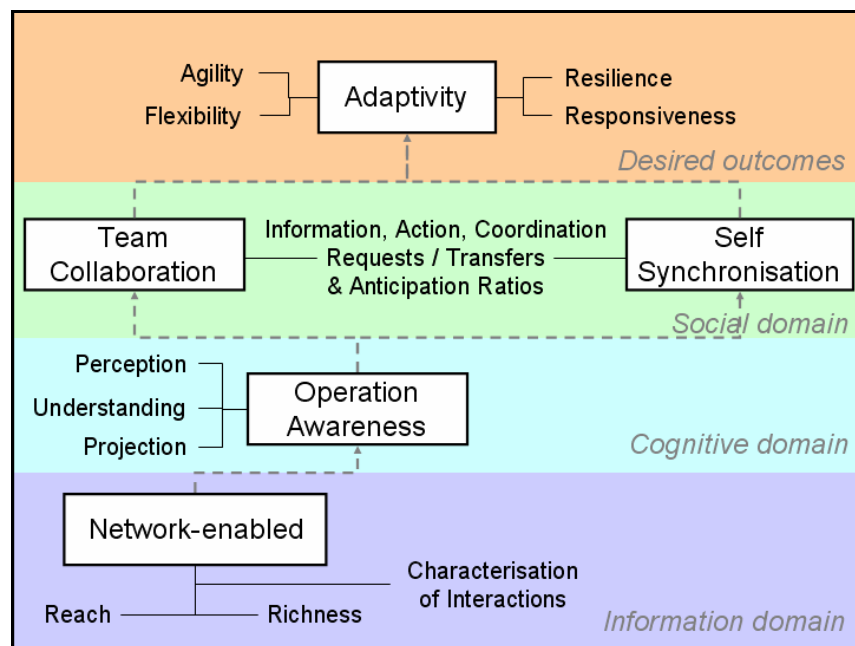 Agility
Flexibility
Adaptivity
Resilience
Responsiveness
Desired outcomes
Team
Collaboration
Information, Action, Coordination
Requests / Transfers
& Anticipation Ratios
Self
Synchronisation
Social domain
Perception
Understanding
Projection
Operation
Awareness
Cognitive domain
Network-enabled
Characterisation
of Interactions
Reach
Richness
Information domain